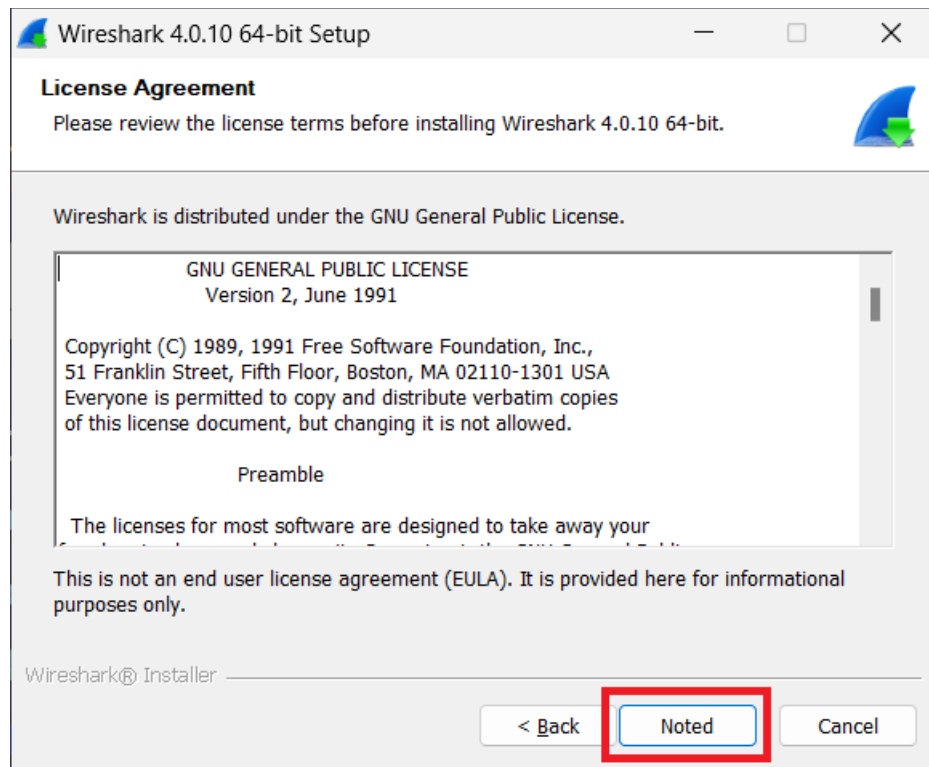 Wireshark 4.0.10 64-bit Setup
License Agreement
Please review the license terms before installing Wireshark 4.0.10 64-bit.
Wireshark is distributed under the GNU General Public License.
GNU GENERAL PUBLIC LICENSE
Version 2, June 1991
Copyright (C) 1989, 1991 Free Software Foundation, Inc.,
51 Franklin Street, Fifth Floor, Boston, MA 02110-1301 USA
Everyone is permitted to copy and distribute verbatim copies
of this license document, but changing it is not allowed.
Preamble
The licenses for most software are designed to take away your
This is not an end user license agreement (EULA). It is provided here for informational
purposes only.
Wireshark® Installer
< Back
Noted
Cancel